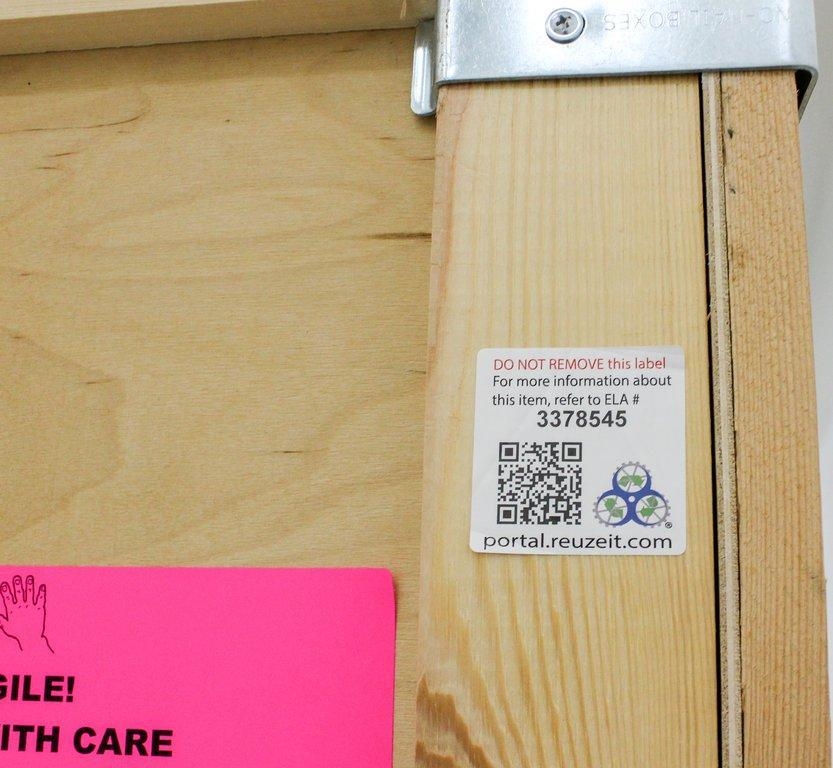 DO NOT REMOVE this label
For more information about
this item, refer to ELA #
3378545
®
portal.reuzeit.com
GILE!
ITH CARE